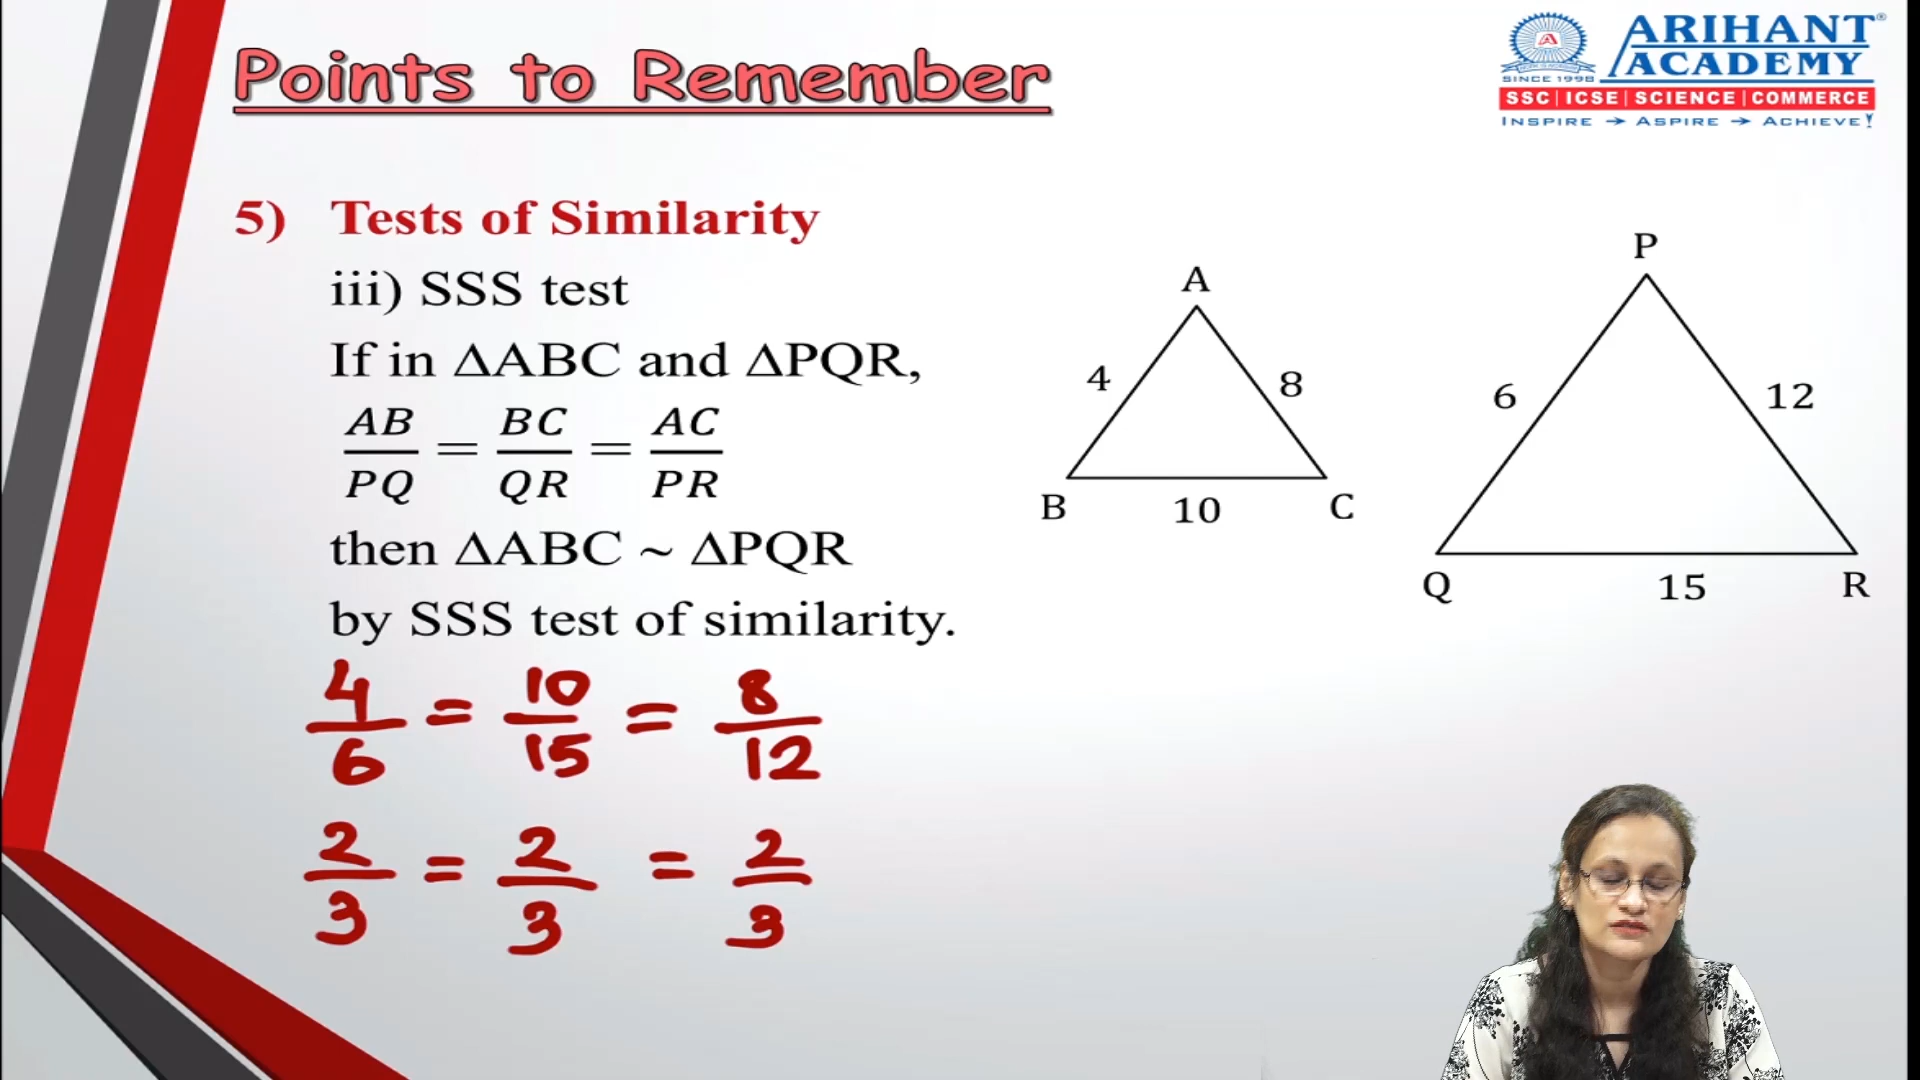 Points to Remember
ARIHANT®
ACADEMY
SINCE 1998
SSC | ICSE | SCIENCE | COMMERCE
INSPIRE → ASPIRE → ACHIEVE!
5) Tests of Similarity
iii) SSS test
If in ΔABC and ΔPQR,
AB/PQ = BC/QR = AC/PR
then ΔABC ~ ΔPQR
by SSS test of similarity.
4/6 = 10/15 = 8/12
2/3 = 2/3 = 2/3
A
4 8
B 10 C
P
6 12
Q 15 R